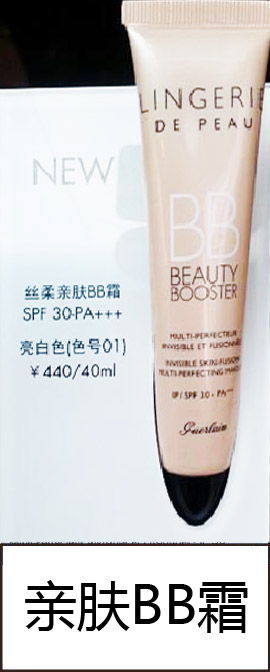 NEW
丝柔亲肤BB霜
SPF 30·PA+++
亮白色(色号01)
￥440/40ml
LINGERIE
DE PEAU
BB
BEAUTY
BOOSTER
MULTI-PERFECTEUR
INVISIBLE ET FUSIONNEL
INVISIBLE SKIN-FUSION
MULTI-PERFECTING MAKEUP
IP/SPF 30 - PA+++
Guerlain
亲肤BB霜